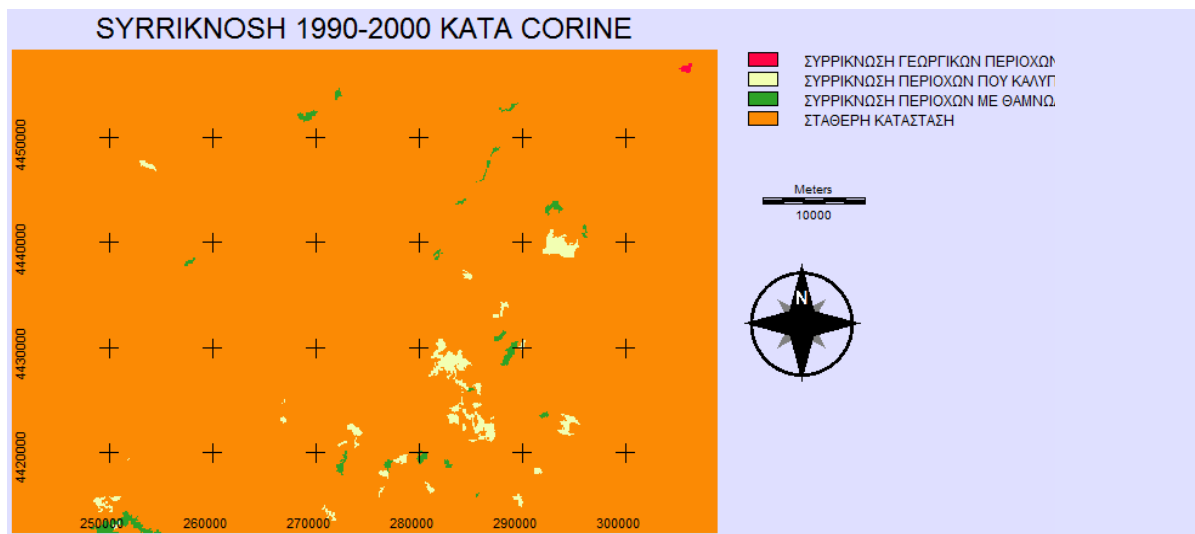 SYRRIKNOSH 1990-2000 KATA CORINE
ΣΥΡΡΙΚΝΩΣΗ ΓΕΩΡΓΙΚΩΝ ΠΕΡΙΟΧΩΝ
ΣΥΡΡΙΚΝΩΣΗ ΠΕΡΙΟΧΩΝ ΠΟΥ ΚΑΛΥΠ
ΣΥΡΡΙΚΝΩΣΗ ΠΕΡΙΟΧΩΝ ΜΕ ΘΑΜΝΩ
ΣΤΑΘΕΡΗ ΚΑΤΑΣΤΑΣΗ
Meters
10000
N
4450000
4440000
4430000
4420000
250000 260000 270000 280000 290000 300000